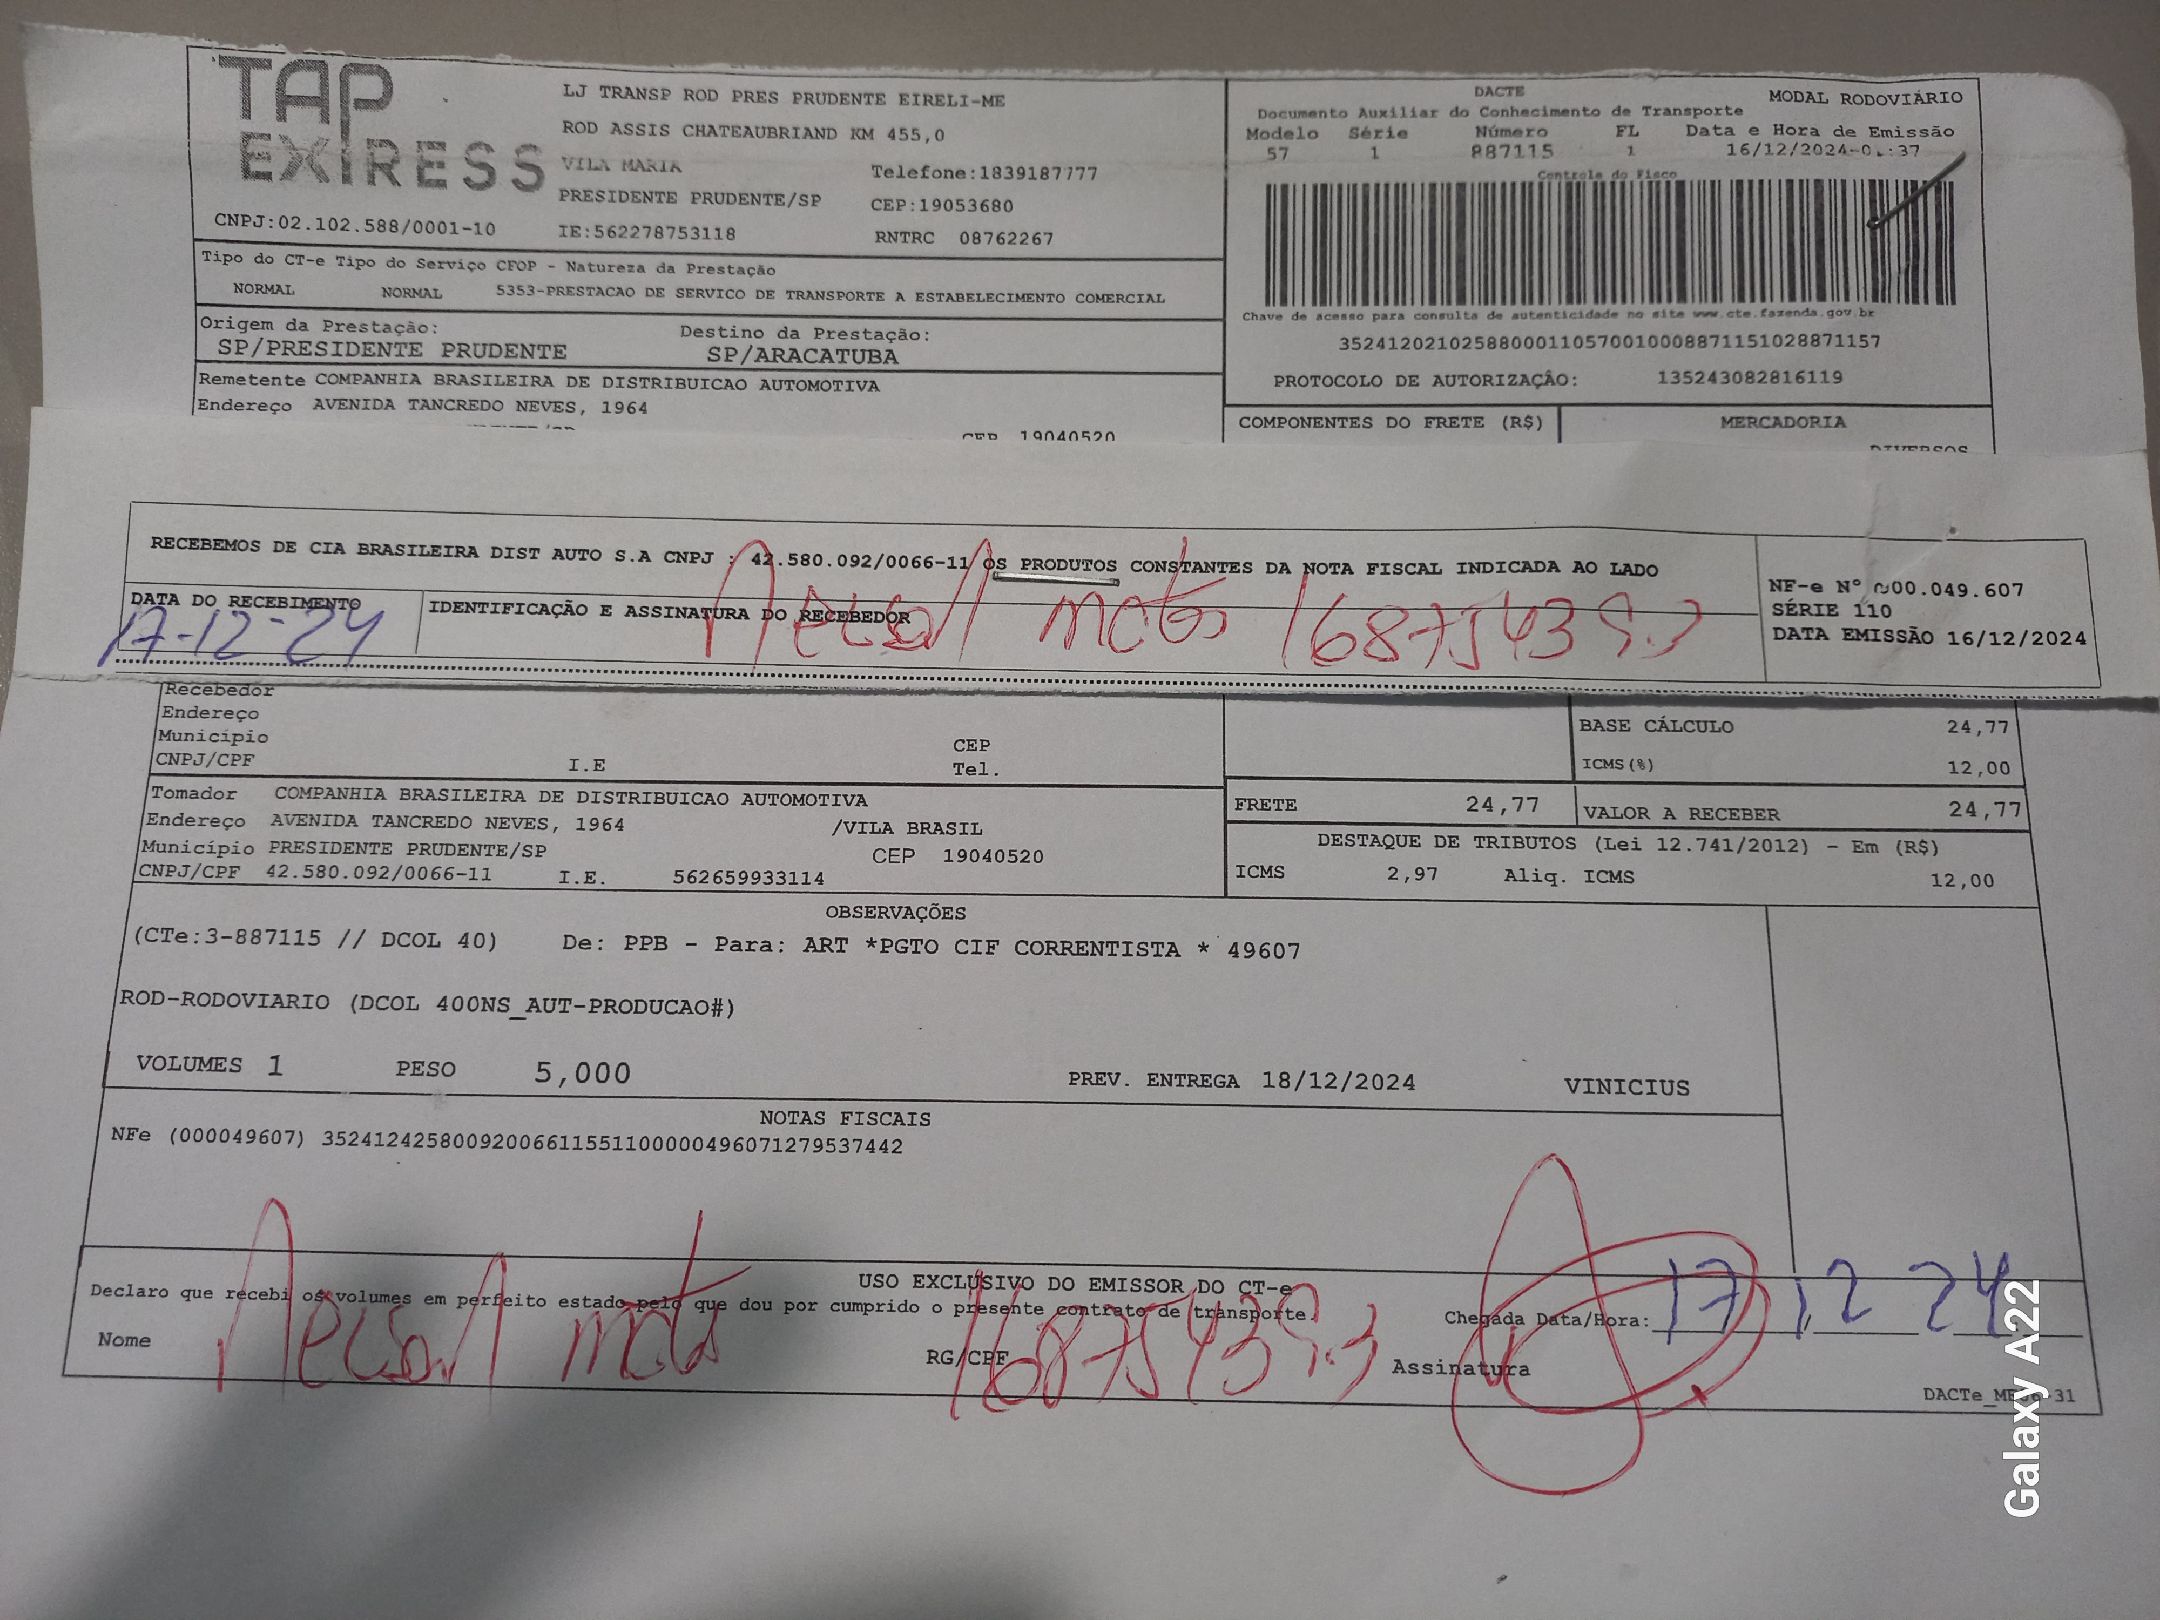 TAP
EXPRESS
LJ TRANSP ROD PRES PRUDENTE EIRELI-ME
ROD ASSIS CHATEAUBRIAND KM 455,0
VILA MARIA
Telefone:1839187777
PRESIDENTE PRUDENTE/SP
CEP:19053680
CNPJ:02.102.588/0001-10
IE:562278753118
RNTRC 08762267
DACTE
MODAL RODOVIÁRIO
Documento Auxiliar do Conhecimento de Transporte
Modelo Série Número FL Data e Hora de Emissão
57 1 887115 1 16/12/2024
Controle do Fisco
Tipo do CT-e Tipo do Serviço CFOP - Natureza da Prestação
NORMAL NORMAL 5353-PRESTACAO DE SERVICO DE TRANSPORTE A ESTABELECIMENTO COMERCIAL
Origem da Prestação: Destino da Prestação:
SP/PRESIDENTE PRUDENTE SP/ARACATUBA
Chave de acesso para consulta de autenticidade no site www.cte.fazenda.gov.br
35241202102588000110570010008871151028871157
PROTOCOLO DE AUTORIZAÇÃO: 135243082816119
Remetente COMPANHIA BRASILEIRA DE DISTRIBUICAO AUTOMOTIVA
Endereço AVENIDA TANCREDO NEVES, 1964
CEP 19040520
COMPONENTES DO FRETE (R$) MERCADORIA
DIVERSOS
RECEBEMOS DE CIA BRASILEIRA DIST AUTO S.A CNPJ : 42.580.092/0066-11 OS PRODUTOS CONSTANTES DA NOTA FISCAL INDICADA AO LADO
DATA DO RECEBIMENTO IDENTIFICAÇÃO E ASSINATURA DO RECEBEDOR
17-12-24
NF-e N° 000.049.607
SÉRIE 110
DATA EMISSÃO 16/12/2024
Recebedor
Endereço
Município CEP
CNPJ/CPF I.E Tel.
BASE CÁLCULO 24,77
ICMS(%) 12,00
Tomador COMPANHIA BRASILEIRA DE DISTRIBUICAO AUTOMOTIVA
Endereço AVENIDA TANCREDO NEVES, 1964 /VILA BRASIL
Município PRESIDENTE PRUDENTE/SP CEP 19040520
CNPJ/CPF 42.580.092/0066-11 I.E. 562659933114
FRETE 24,77 VALOR A RECEBER 24,77
DESTAQUE DE TRIBUTOS (Lei 12.741/2012) - Em (R$)
ICMS 2,97 Aliq. ICMS 12,00
OBSERVAÇÕES
(CTe:3-887115 // DCOL 40) De: PPB - Para: ART *PGTO CIF CORRENTISTA * 49607
ROD-RODOVIARIO (DCOL 400NS_AUT-PRODUCAO#)
VOLUMES 1 PESO 5,000 PREV. ENTREGA 18/12/2024 VINICIUS
NOTAS FISCAIS
NFe (000049607) 35241242580092006611551100000496071279537442
USO EXCLUSIVO DO EMISSOR DO CT-e
Declaro que recebi os volumes em perfeito estado pelo que dou por cumprido o presente contrato de transporte.
Chegada Data/Hora: 17 12 24
Nome RG/CPF Assinatura
DACTe
31
Galaxy A22